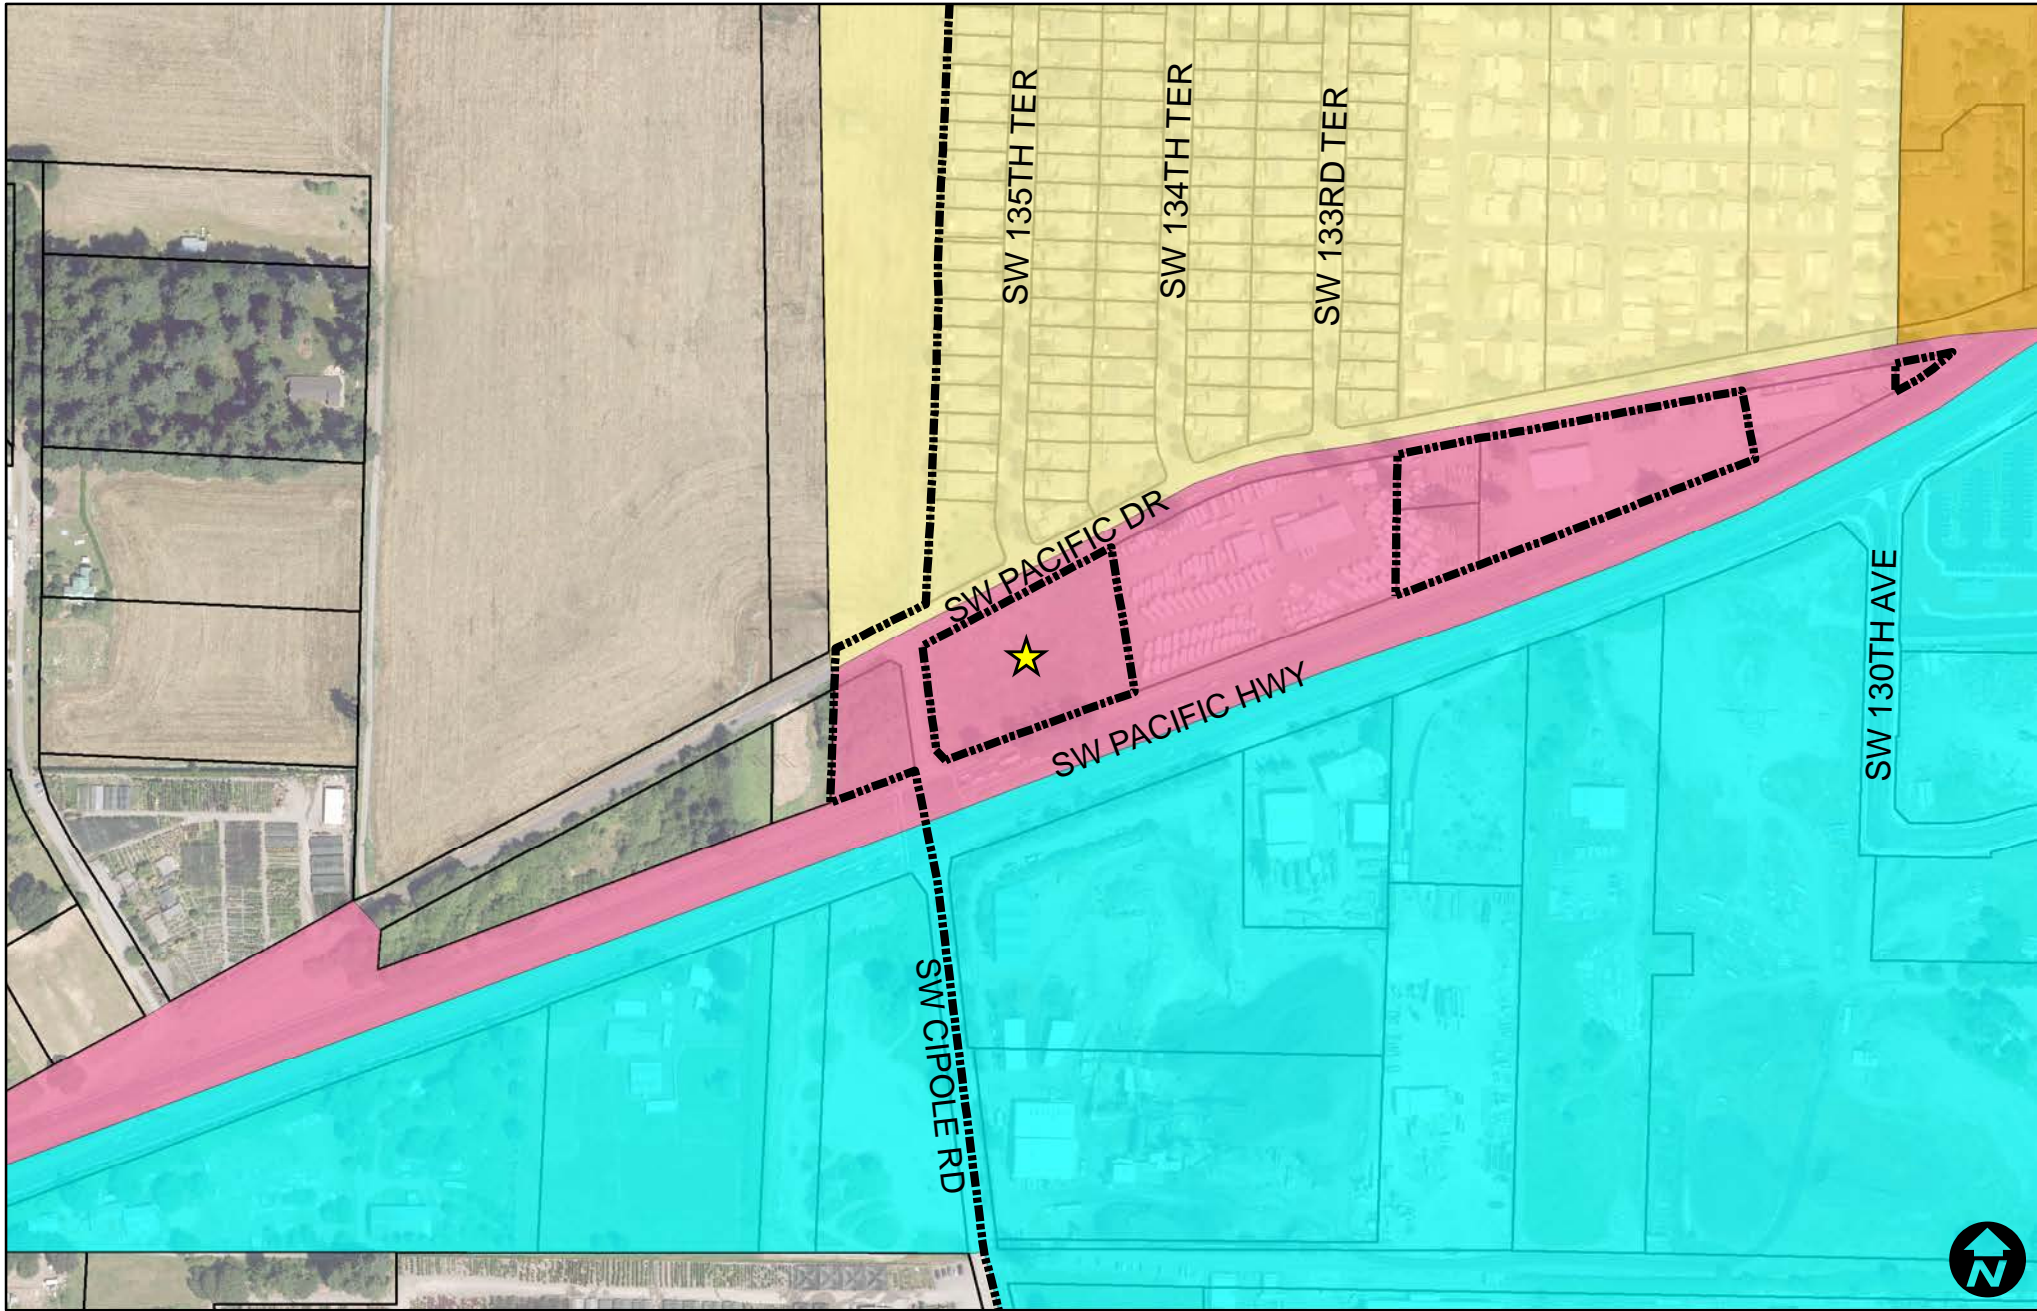 SW 135TH TER
SW 134TH TER
SW 133RD TER
SW PACIFIC DR
SW PACIFIC HWY
SW 130TH AVE
SW CIPOLE RD
N